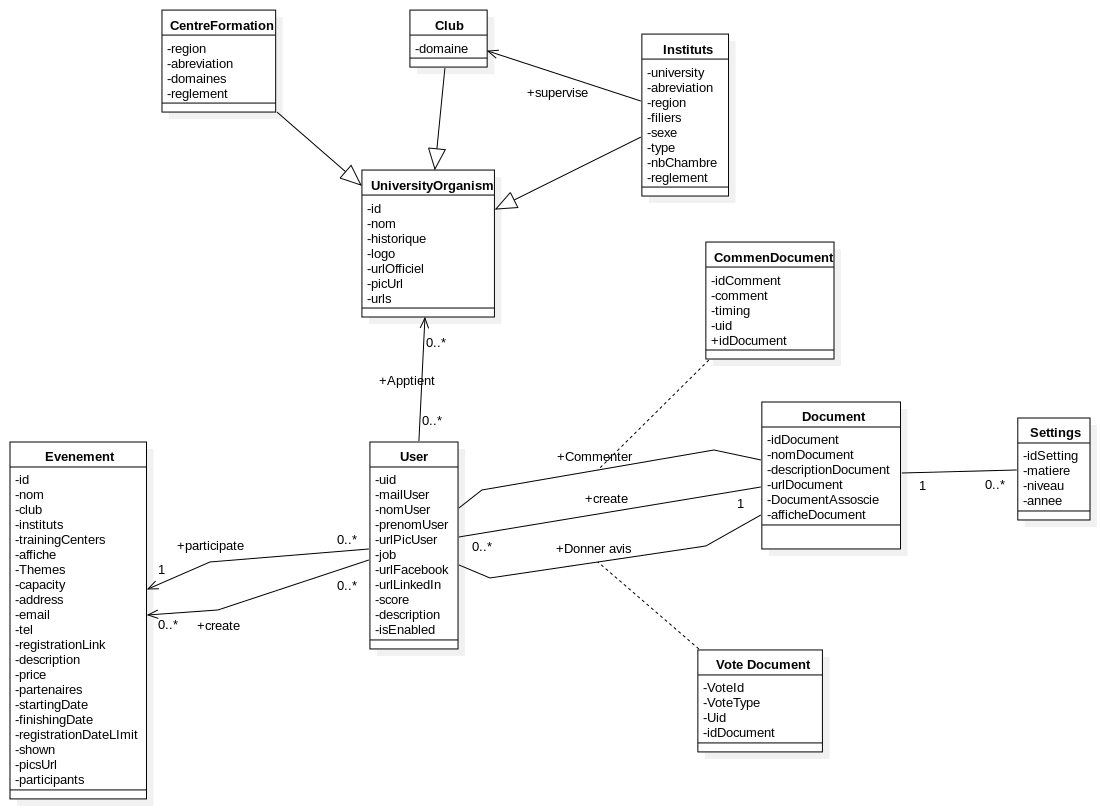 CentreFormation
-region
-abreviation
-domaines
-reglement
Club
-domaine
Instituts
-university
-abreviation
-region
-filiers
-sexe
-type
-nbChambre
-reglement
+supervise
UniversityOrganism
-id
-nom
-historique
-logo
-urlOfficiel
-picUrl
-urls
CommenDocument
-idComment
-comment
-timing
-uid
+idDocument
0..*
+Apptient
0..*
Evenement
-id
-nom
-club
-instituts
-trainingCenters
-affiche
-Themes
-capacity
-address
-email
-tel
-registrationLink
-description
-price
-partenaires
-startingDate
-finishingDate
-registrationDateLImit
-shown
-picsUrl
-participants
User
-uid
-mailUser
-nomUser
-prenomUser
-urlPicUser
-job
-urlFacebook
-urlLinkedIn
-score
-description
-isEnabled
+participate
0..*
1
0..*
0..*
+create
+Commenter
+create
1
0..*
+Donner avis
Document
-idDocument
-nomDocument
-descriptionDocument
-urlDocument
-DocumentAssoscie
-afficheDocument
1
0..*
Settings
-idSetting
-matiere
-niveau
-annee
Vote Document
-VoteId
-VoteType
-Uid
-idDocument